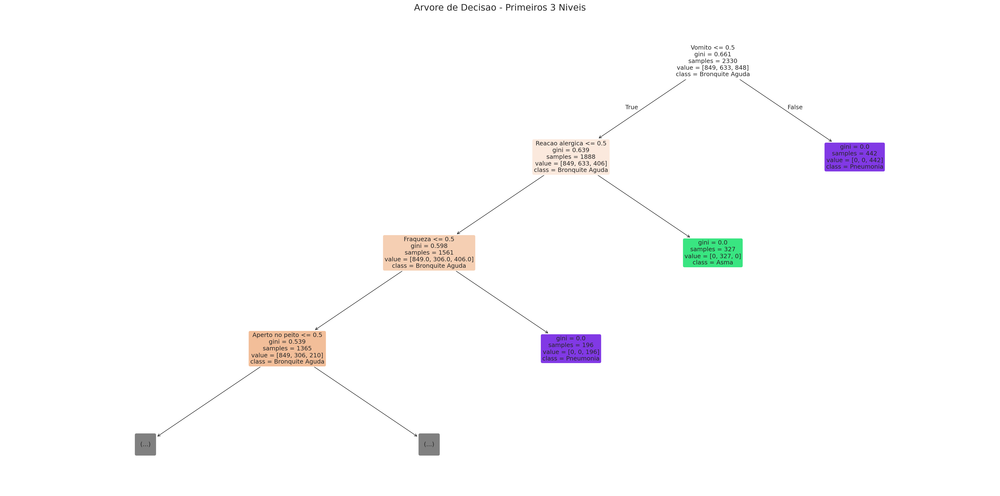 Arvore de Decisao - Primeiros 3 Niveis
Vomito <= 0.5
gini = 0.661
samples = 2330
value = [849, 633, 848]
class = Bronquite Aguda
True
False
Reacao alergica <= 0.5
gini = 0.639
samples = 1888
value = [849, 633, 406]
class = Bronquite Aguda
gini = 0.0
samples = 442
value = [0, 0, 442]
class = Pneumonia
Fraqueza <= 0.5
gini = 0.598
samples = 1561
value = [849.0, 306.0, 406.0]
class = Bronquite Aguda
gini = 0.0
samples = 327
value = [0, 327, 0]
class = Asma
Aperto no peito <= 0.5
gini = 0.539
samples = 1365
value = [849, 306, 210]
class = Bronquite Aguda
gini = 0.0
samples = 196
value = [0, 0, 196]
class = Pneumonia
(...)
(...)